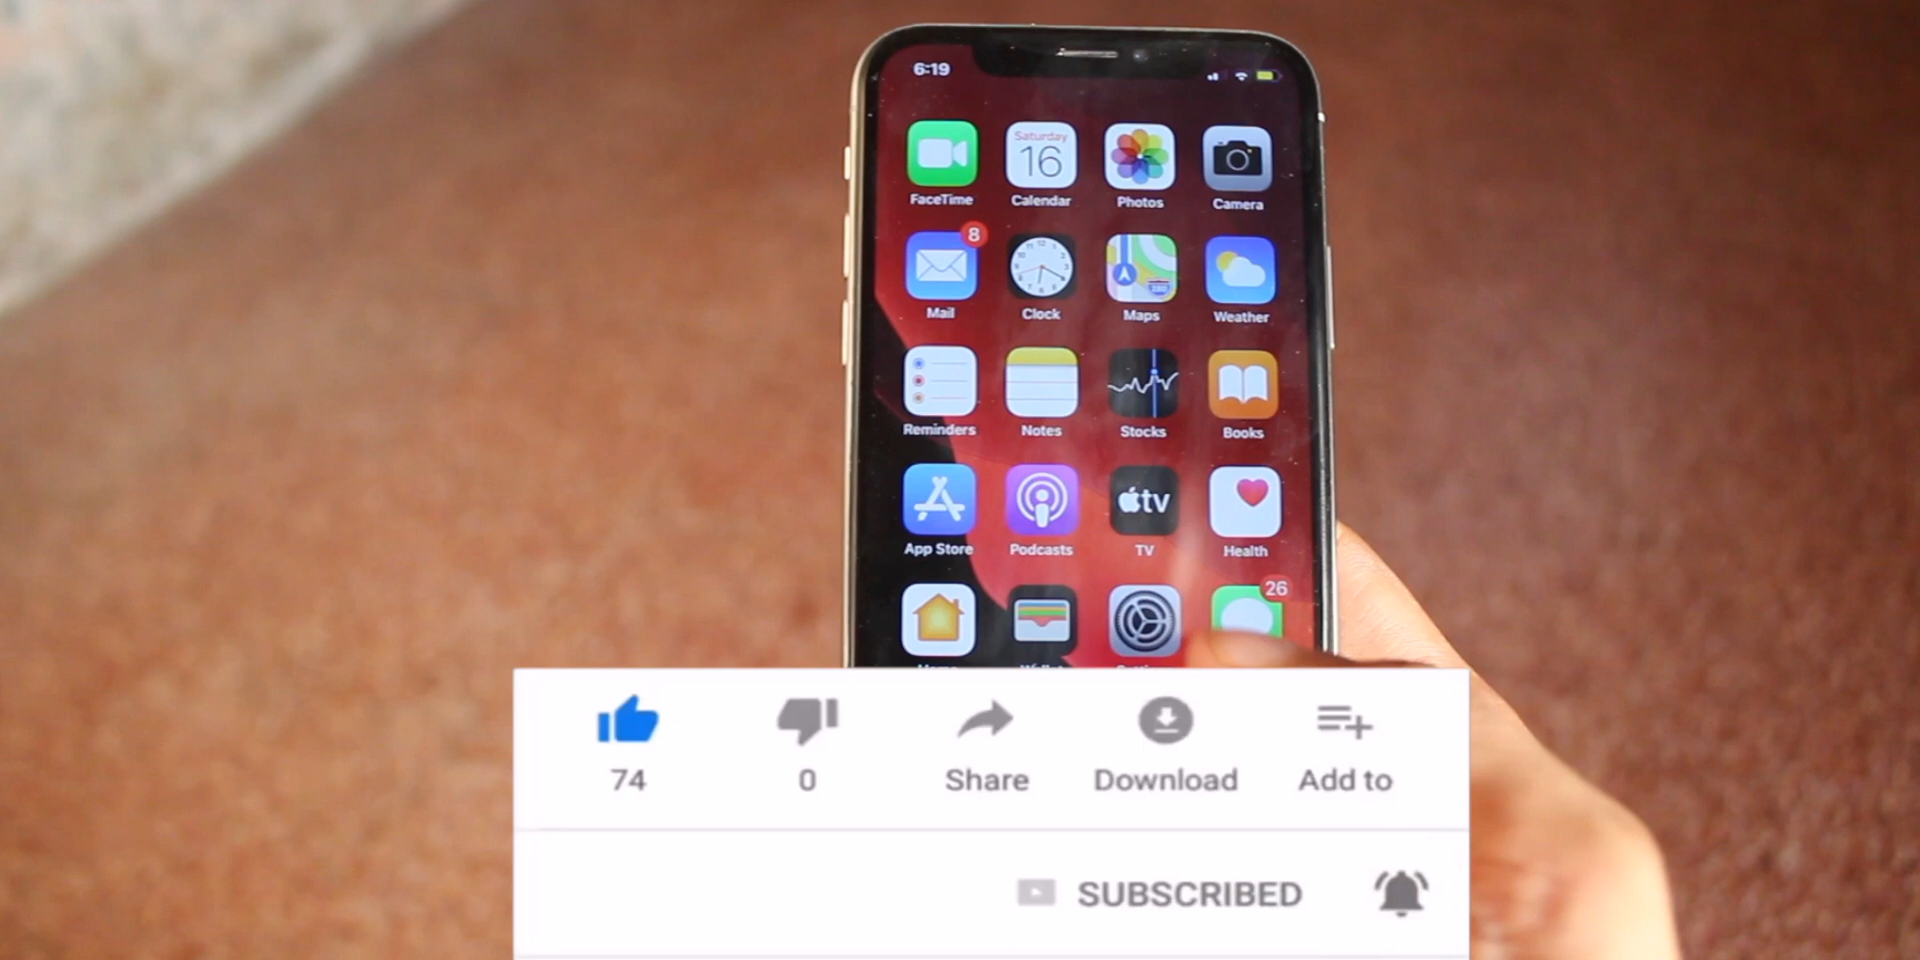 6:19
Saturday
16
FaceTime
Calendar
Photos
Camera
8
Mail
Clock
Maps
Weather
Reminders
Notes
Stocks
Books
App Store
Podcasts
tv
TV
Health
26
74
0
Share
Download
Add to
SUBSCRIBED